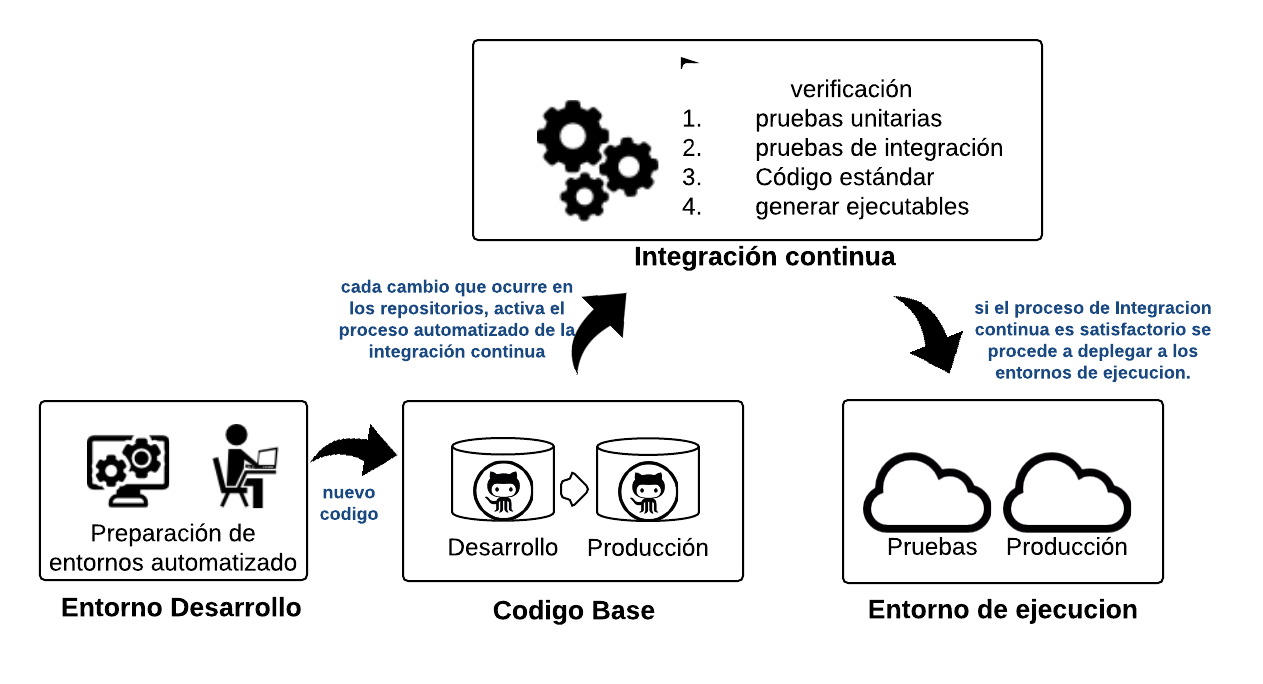 verificación
1. pruebas unitarias
2. pruebas de integración
3. Código estándar
4. generar ejecutables
Integración continua
cada cambio que ocurre en
los repositorios, activa el
proceso automatizado de la
integración continua
si el proceso de Integracion
continua es satisfactorio se
procede a deplegar a los
entornos de ejecucion.
Preparación de
entornos automatizado
Entorno Desarrollo
nuevo
codigo
Desarrollo
Producción
Codigo Base
Pruebas
Producción
Entorno de ejecucion